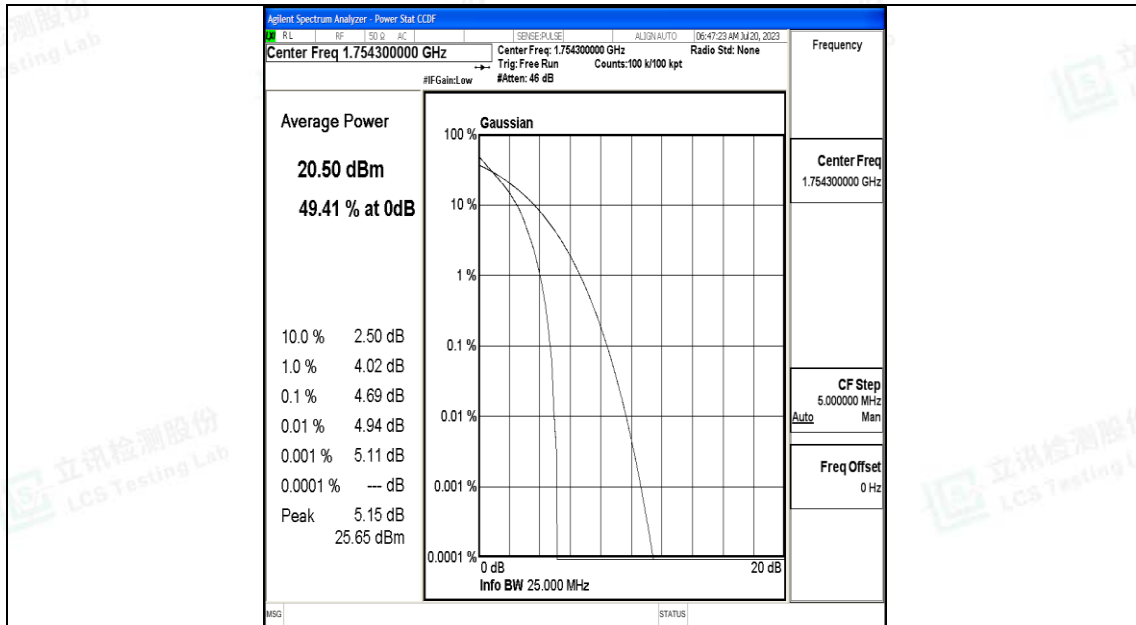 Agilent Spectrum Analyzer - Power Stat CCDF
LXI RL RF 50 Ω AC SENSE:PULSE ALIGNAUTO 06:47:23 AM Jul 20, 2023
Center Freq 1.754300000 GHz
Center Freq: 1.754300000 GHz Radio Std: None
Trig: Free Run Counts:100 k/100 kpt
#IFGain:Low #Atten: 46 dB
Frequency
Average Power
20.50 dBm
49.41 % at 0dB
10.0 % 2.50 dB
1.0 % 4.02 dB
0.1 % 4.69 dB
0.01 % 4.94 dB
0.001 % 5.11 dB
0.0001 % --- dB
Peak 5.15 dB
25.65 dBm
Gaussian
100 %
10 %
1 %
0.1 %
0.01 %
0.001 %
0.0001 %
0 dB 20 dB
Info BW 25.000 MHz
Center Freq
1.754300000 GHz
CF Step
5.000000 MHz
Auto Man
Freq Offset
0 Hz
MSG STATUS
立讯检测股份
LCS Testing Lab
立讯检测股份